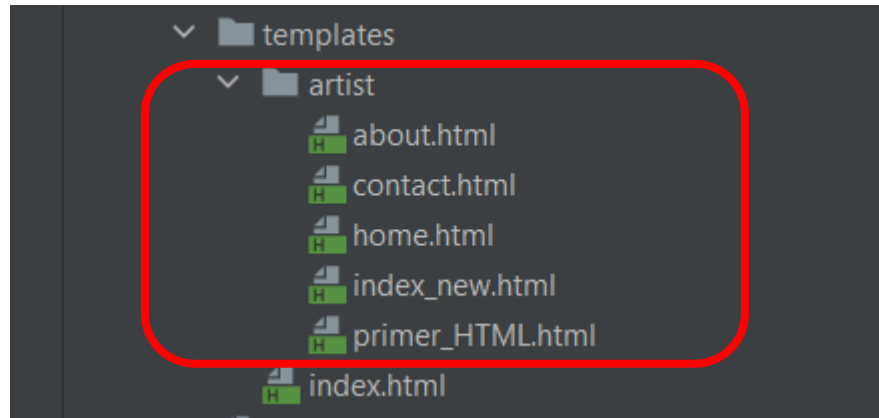 templates
artist
about.html
H
contact.html
H
home.html
H
index_new.html
H
primer_HTML.html
H
index.html
H